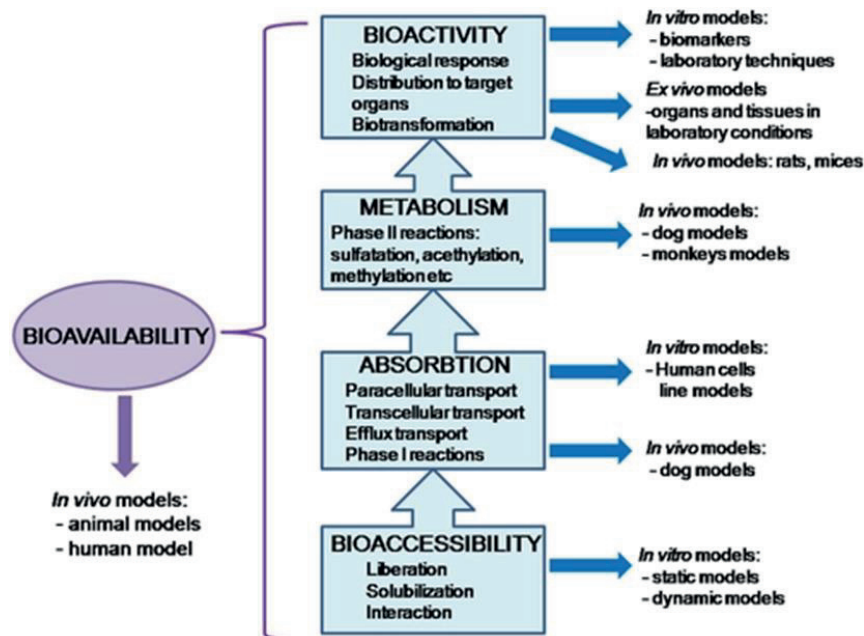 BIOACTIVITY
Biological response
Distribution to target
organs
Biotransformation
In vitro models:
- biomarkers
- laboratory techniques
Ex vivo models
-organs and tissues in
laboratory conditions
In vivo models: rats, mices
METABOLISM
Phase II reactions:
sulfatation, acethylation,
methylation etc
In vivo models:
- dog models
- monkeys models
BIOAVAILABILITY
In vivo models:
- animal models
- human model
ABSORBTION
Paracellular transport
Transcellular transport
Efflux transport
Phase I reactions
In vitro models:
- Human cells
line models
In vivo models:
- dog models
BIOACCESSIBILITY
Liberation
Solubilization
Interaction
In vitro models:
- static models
- dynamic models